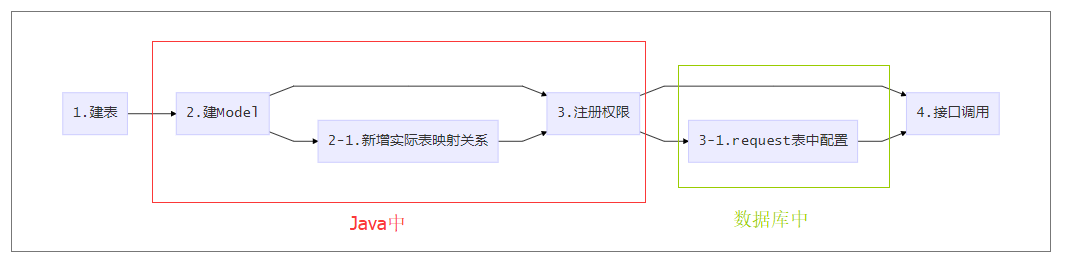 1.建表
2.建Model
2-1.新增实际表映射关系
3.注册权限
3-1.request表中配置
4.接口调用
Java中
数据库中